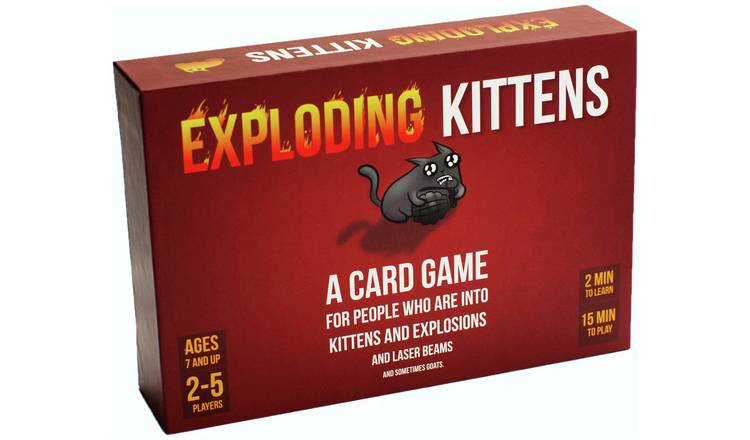 EXPLODING KITTENS
EXPLODING KITTENS
A CARD GAME
FOR PEOPLE WHO ARE INTO
KITTENS AND EXPLOSIONS
AND LASER BEAMS
AND SOMETIMES GOATS.
2 MIN
TO LEARN
15 MIN
TO PLAY
AGES
7 AND UP
2-5
PLAYERS